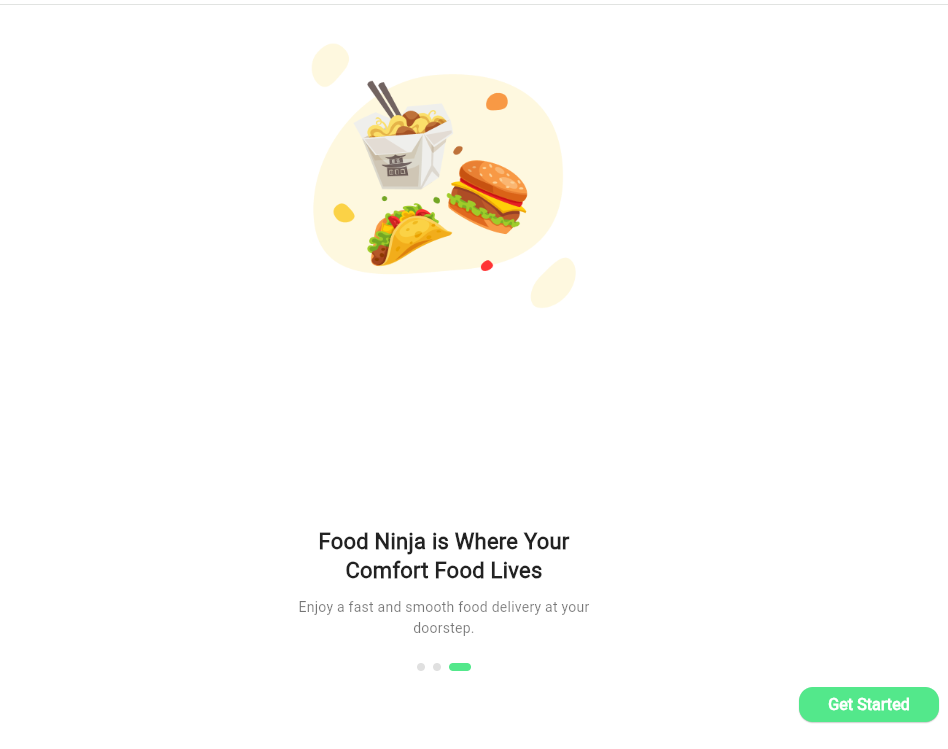 Food Ninja is Where Your
Comfort Food Lives
Enjoy a fast and smooth food delivery at your
doorstep.
Get Started